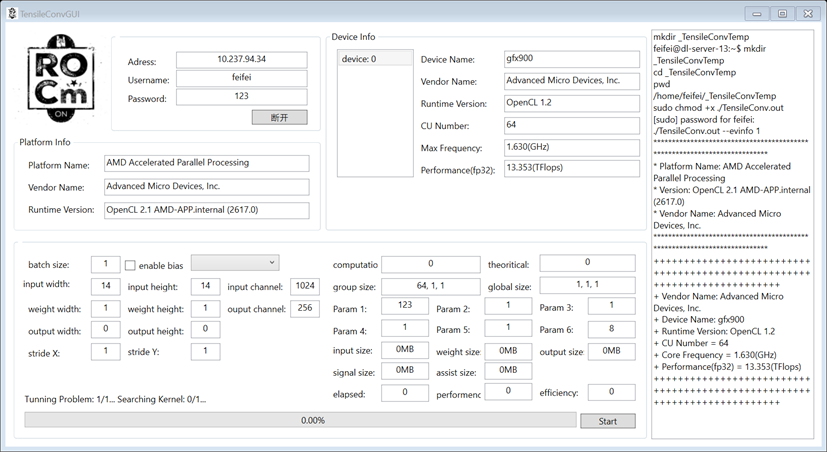 TensileConvGUI
ROCm
ON
Adress:
10.237.94.34
Username:
feifei
Password:
123
断开
Platform Info
Platform Name:
AMD Accelerated Parallel Processing
Vendor Name:
Advanced Micro Devices, Inc.
Runtime Version:
OpenCL 2.1 AMD-APP.internal (2617.0)
Device Info
device: 0
Device Name:
gfx900
Vendor Name:
Advanced Micro Devices, Inc.
Runtime Version:
OpenCL 1.2
CU Number:
64
Max Frequency:
1.630(GHz)
Performance(fp32):
13.353(TFlops)
batch size:
1
enable bias
input width:
14
input height:
14
input channel:
1024
weight width:
1
weight height:
1
ouput channel:
256
output width:
0
output height:
0
stride X:
1
stride Y:
1
computatio
0
theoritical:
0
group size:
64, 1, 1
global size:
1, 1, 1
Param 1:
123
Param 2:
1
Param 3:
1
Param 4:
1
Param 5:
1
Param 6:
8
input size:
0MB
weight size:
0MB
output size:
0MB
signal size:
0MB
assist size:
0MB
elapsed:
0
performenc
0
efficiency:
0
Tunning Problem: 1/1... Searching Kernel: 0/1...
0.00%
Start
mkdir _TensileConvTemp
feifei@dl-server-13:~$ mkdir
_TensileConvTemp
cd _TensileConvTemp
pwd
/home/feifei/_TensileConvTemp
sudo chmod +x ./TensileConv.out
[sudo] password for feifei:
./TensileConv.out --evinfo 1
* Platform Name: AMD Accelerated
Parallel Processing
* Version: OpenCL 2.1 AMD-APP.internal
(2617.0)
* Vendor Name: Advanced Micro
Devices, Inc.
+ Vendor Name: Advanced Micro
Devices, Inc.
+ Device Name: gfx900
+ Runtime Version: OpenCL 1.2
+ CU Number = 64
+ Core Frequency = 1.630(GHz)
+ Performance(fp32) = 13.353(TFlops)